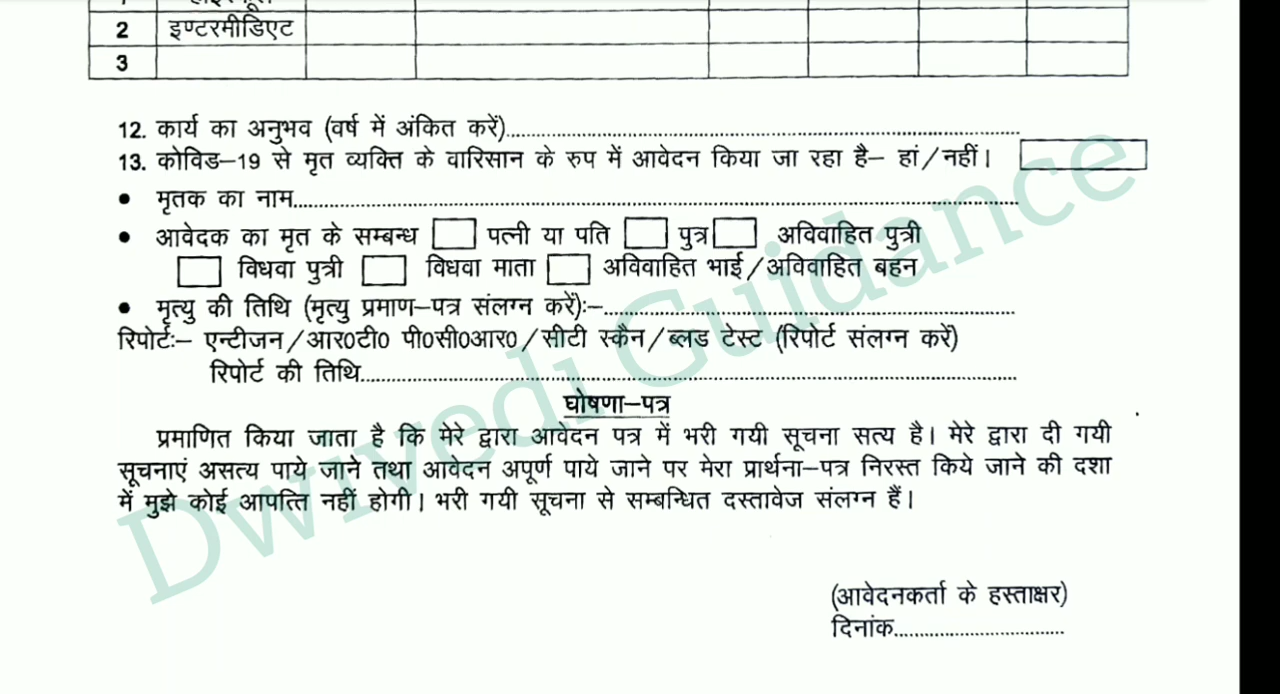 2 इण्टरमीडिएट
3
12. कार्य का अनुभव (वर्ष में अंकित करें)..........
13. कोविड–19 से मृत व्यक्ति के वारिसान के रुप में आवेदन किया जा रहा है– हां/नहीं।
• मृतक का नाम..........
• आवेदक का मृत के सम्बन्ध पत्नी या पति पुत्र अविवाहित पुत्री
विधवा पुत्री विधवा माता अविवाहित भाई/अविवाहित बहन
• मृत्यु की तिथि (मृत्यु प्रमाण–पत्र संलग्न करें):–..........
रिपोर्टः– एन्टीजन/आर0टी0 पी0सी0आर0/सीटी स्कैन/ब्लड टेस्ट (रिपोर्ट संलग्न करें)
रिपोर्ट की तिथि..........
घोषणा–पत्र
प्रमाणित किया जाता है कि मेरे द्वारा आवेदन पत्र में भरी गयी सूचना सत्य है। मेरे द्वारा दी गयी
सूचनाएं असत्य पाये जाने तथा आवेदन अपूर्ण पाये जाने पर मेरा प्रार्थना–पत्र निरस्त किये जाने की दशा
में मुझे कोई आपत्ति नहीं होगी। भरी गयी सूचना से सम्बन्धित दस्तावेज संलग्न हैं।
Dwivedi Guidance
(आवेदनकर्ता के हस्ताक्षर)
दिनांक..........